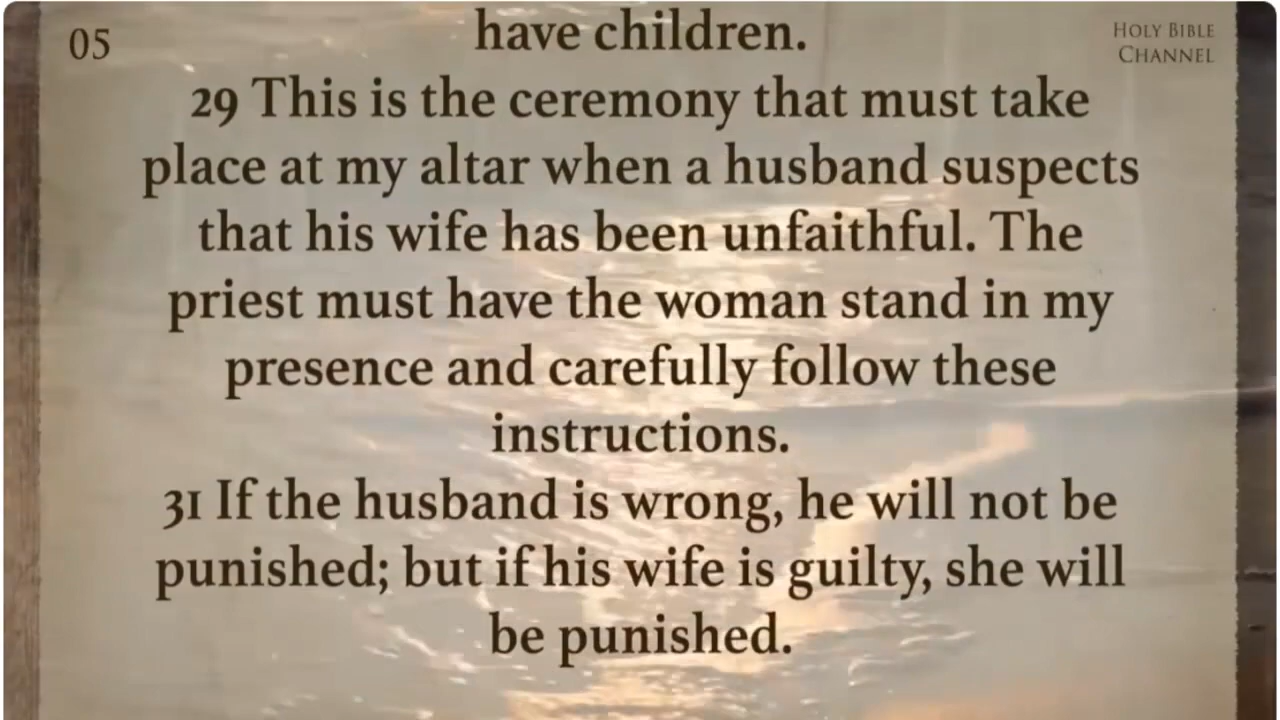 05
HOLY BIBLE
CHANNEL
have children.
29 This is the ceremony that must take
place at my altar when a husband suspects
that his wife has been unfaithful. The
priest must have the woman stand in my
presence and carefully follow these
instructions.
31 If the husband is wrong, he will not be
punished; but if his wife is guilty, she will
be punished.